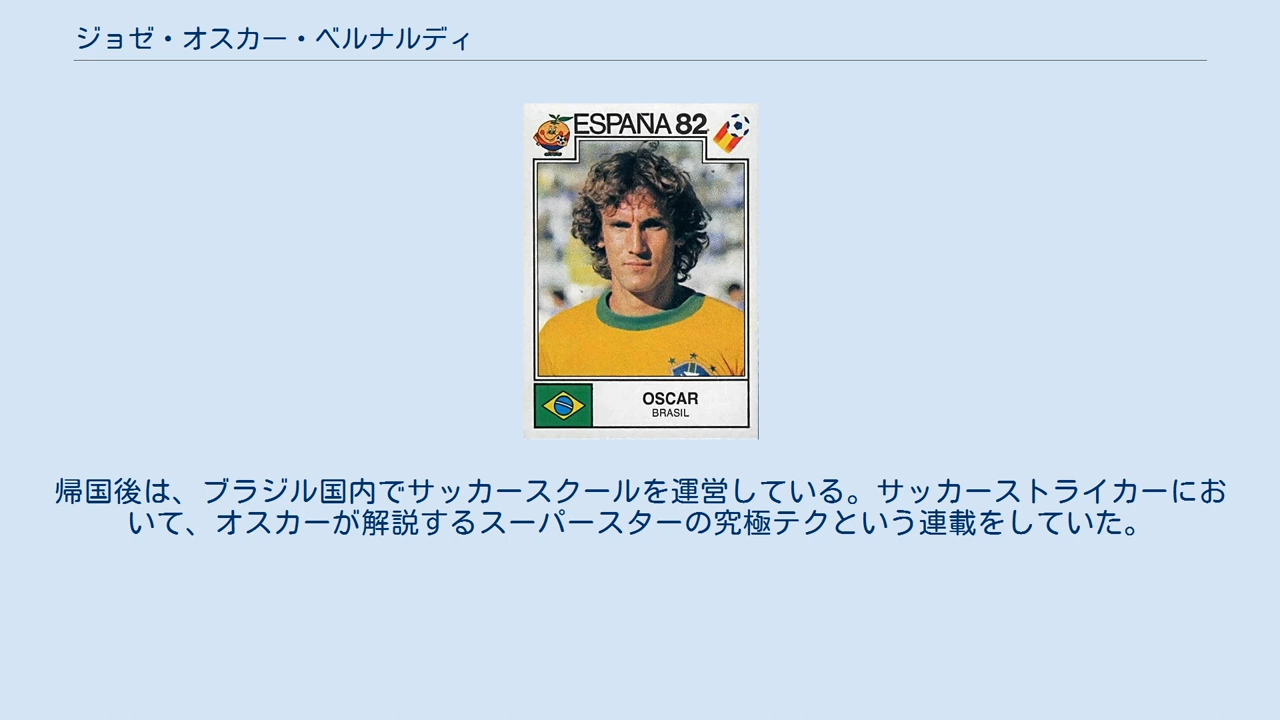 ジョゼ・オスカー・ベルナルディ
ESPAÑA 82
OSCAR
BRASIL
帰国後は、ブラジル国内でサッカースクールを運営している。サッカーストライカーにお
いて、オスカーが解説するスーパースターの究極テクという連載をしていた。